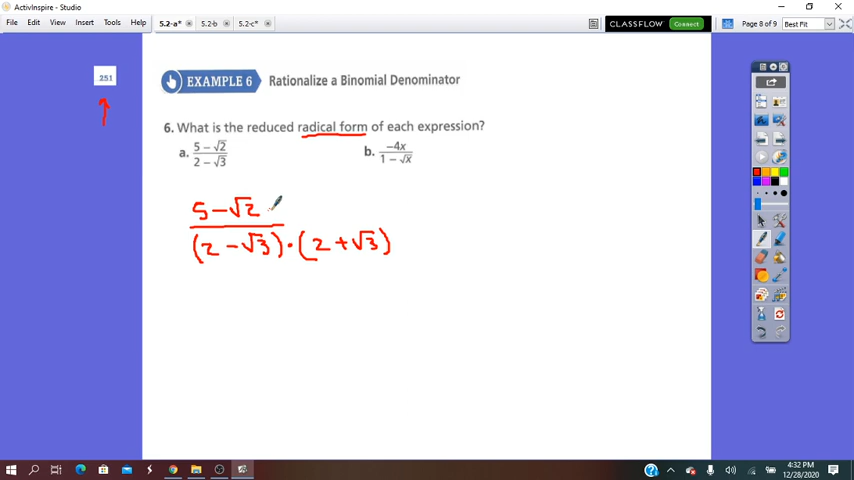 ActivInspire - Studio
File Edit View Insert Tools Help
5.2-a* 5.2-b 5.2-c*
CLASSFLOW Connect
Page 8 of 9
Best Fit
251
EXAMPLE 6 Rationalize a Binomial Denominator
6. What is the reduced radical form of each expression?
a. 5 − √2 / 2 − √3
b. −4x / 1 − √x
5 − √2
(2 − √3) · (2 + √3)
4:32 PM
12/28/2020